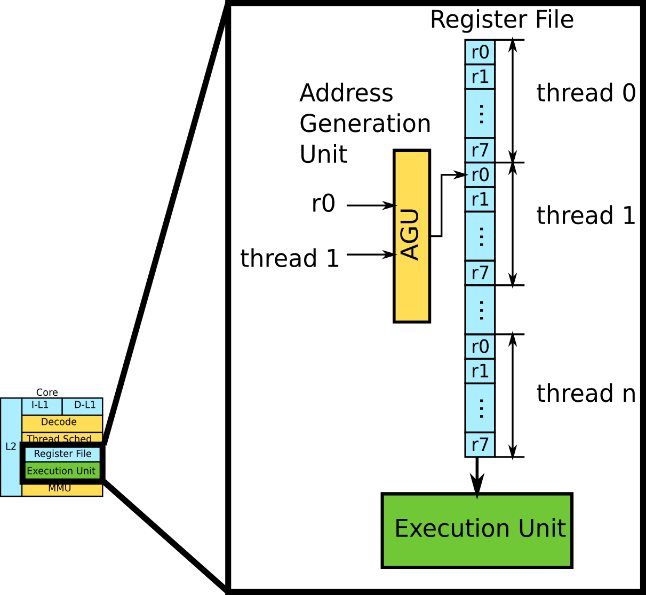 Register File
r0
r1
⋮
r7
thread 0
Address
Generation
Unit
r0
thread 1
AGU
r0
r1
⋮
r7
thread 1
⋮
r0
r1
⋮
r7
thread n
Execution Unit
Core
I-L1 D-L1
L2
Decode
Thread Sched
Register File
Execution Unit
MMU